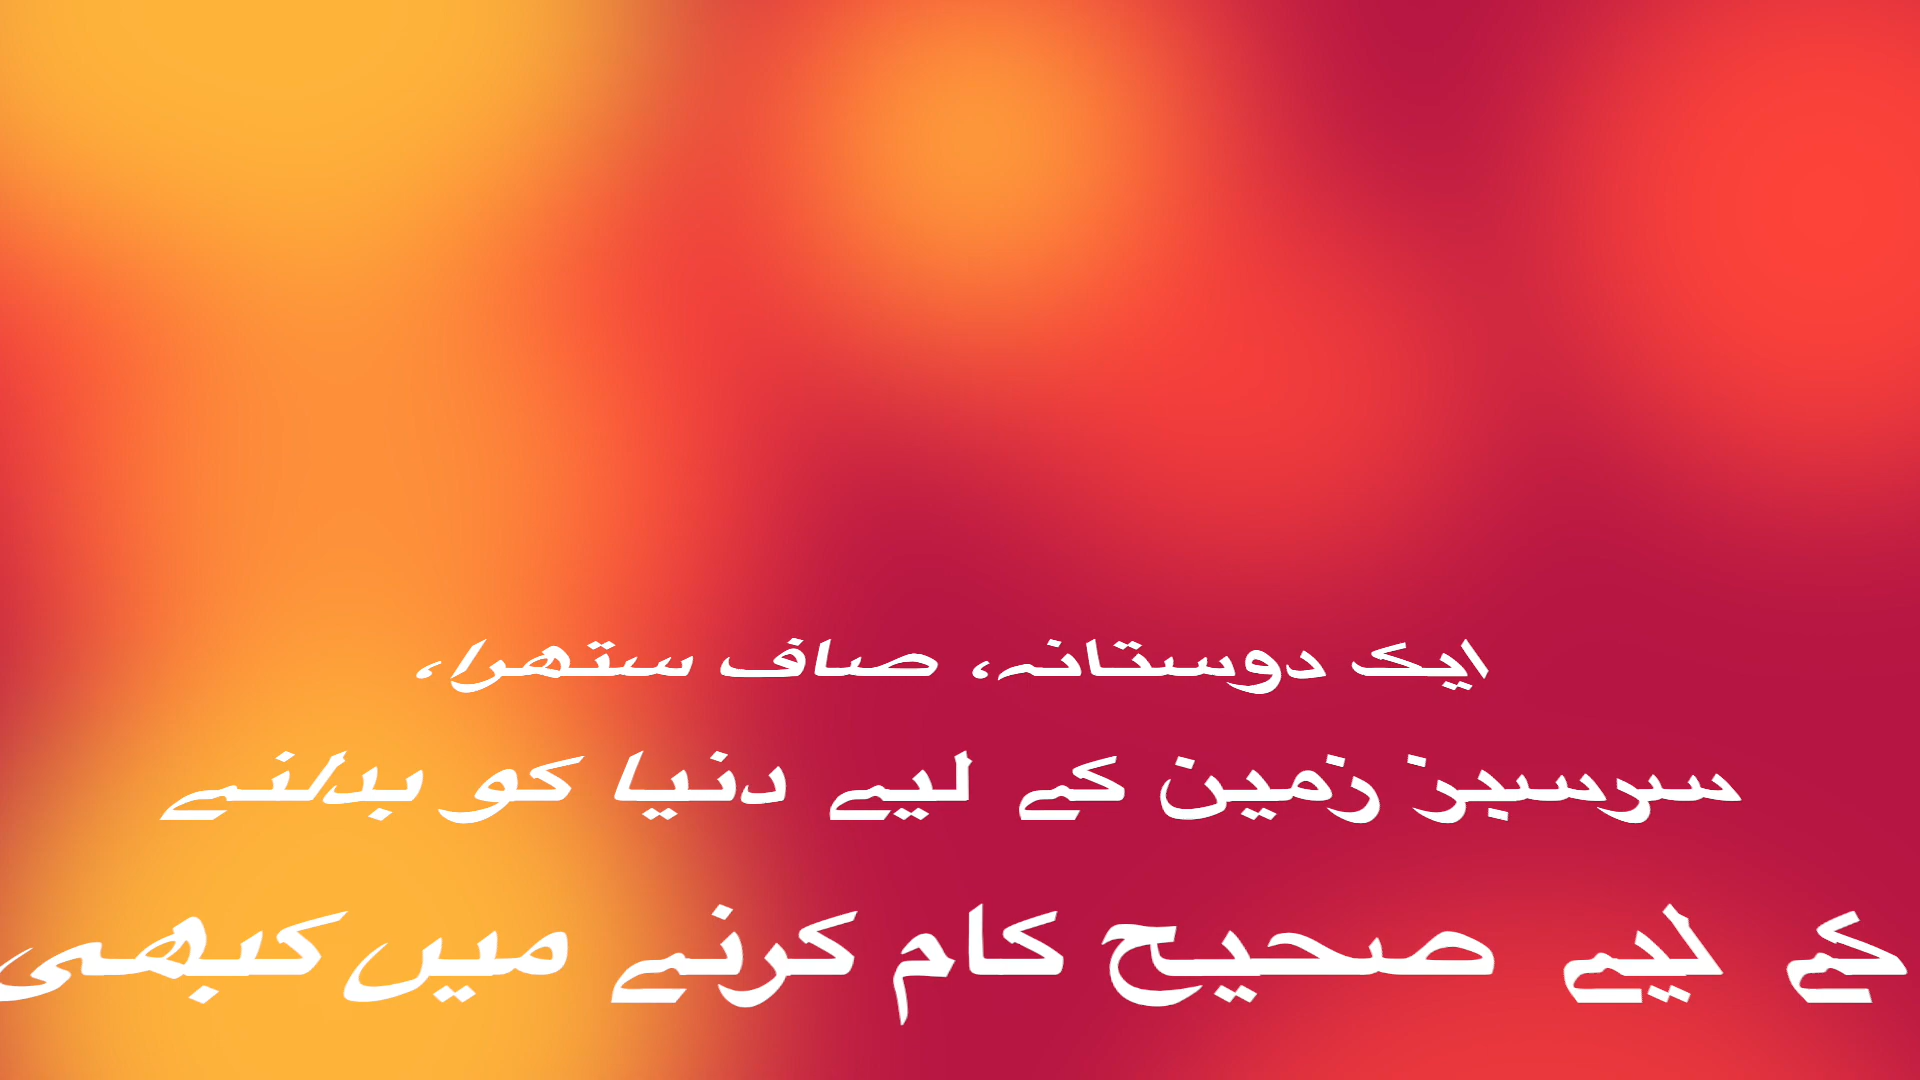 ایک دوستانہ، صاف ستھرا،
سرسبز زمین کے لیے دنیا کو بدلنے
کے لیے صحیح کام کرنے میں کبھی